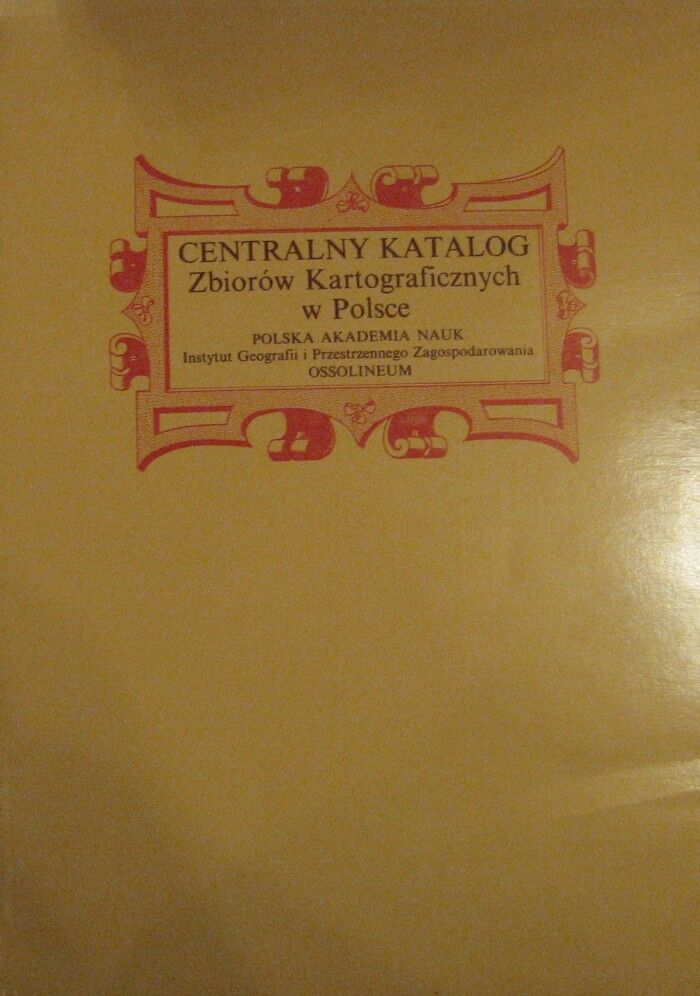 CENTRALNY KATALOG
Zbiorów Kartograficznych
w Polsce
POLSKA AKADEMIA NAUK
Instytut Geografii i Przestrzennego Zagospodarowania
OSSOLINEUM